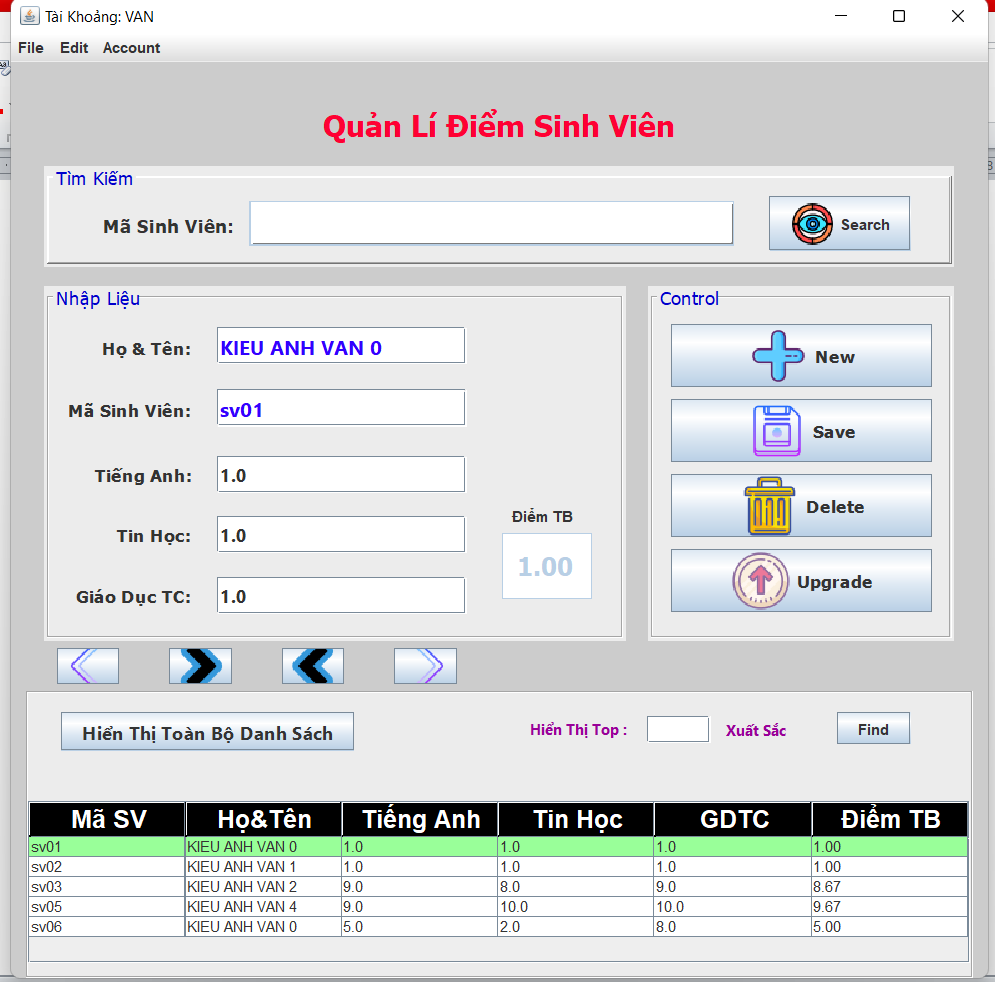 Tài Khoảng: VAN
File Edit Account
Quản Lí Điểm Sinh Viên
Tìm Kiếm
Mã Sinh Viên:
Search
Nhập Liệu
Họ & Tên: KIEU ANH VAN 0
Mã Sinh Viên: sv01
Tiếng Anh: 1.0
Tin Học: 1.0
Giáo Dục TC: 1.0
Điểm TB
1.00
Control
New
Save
Delete
Upgrade
Hiển Thị Toàn Bộ Danh Sách
Hiển Thị Top : Xuất Sắc
Find
Mã SV Họ&Tên Tiếng Anh Tin Học GDTC Điểm TB
sv01 KIEU ANH VAN 0 1.0 1.0 1.0 1.00
sv02 KIEU ANH VAN 1 1.0 1.0 1.0 1.00
sv03 KIEU ANH VAN 2 9.0 8.0 9.0 8.67
sv05 KIEU ANH VAN 4 9.0 10.0 10.0 9.67
sv06 KIEU ANH VAN 0 5.0 2.0 8.0 5.00